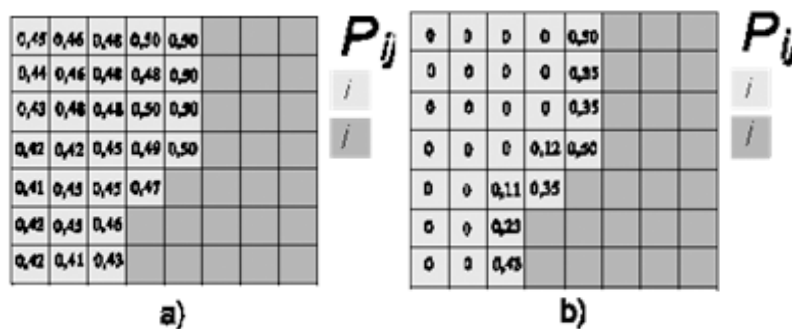 0,45 0,46 0,48 0,50 0,50
0,44 0,46 0,48 0,48 0,50
0,43 0,48 0,48 0,50 0,50
0,42 0,42 0,45 0,49 0,50
0,41 0,45 0,45 0,47
0,42 0,45 0,46
0,42 0,41 0,43
P ij
i
j
a)
0 0 0 0 0,50
0 0 0 0 0,35
0 0 0 0 0,35
0 0 0 0,12 0,50
0 0 0,11 0,35
0 0 0,23
0 0 0,43
P ij
i
j
b)